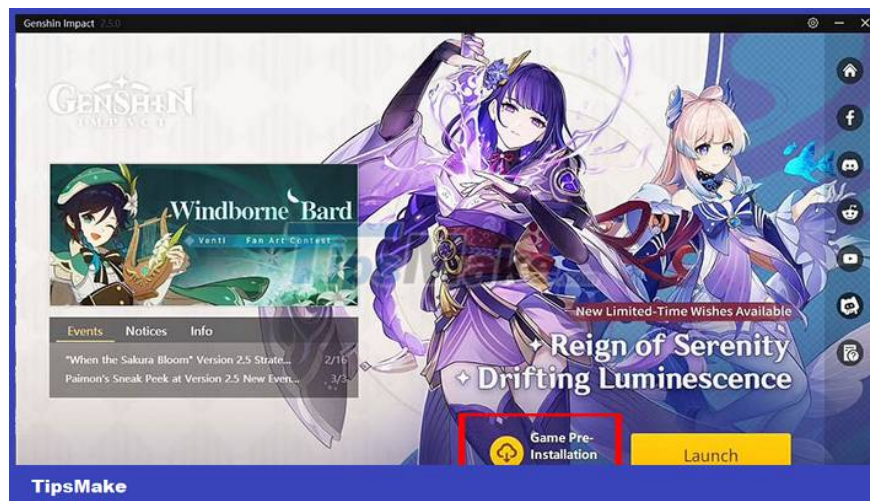 Genshin Impact 2.5.0
GENSHIN
IMPACT
Windborne Bard
Venti Fan Art Contest
TipsMake
Events Notices Info
"When the Sakura Bloom" Version 2.5 Strate... 2/16
Paimon's Sneak Peek at Version 2.5 New Even... 3/3
New Limited-Time Wishes Available
Reign of Serenity
Drifting Luminescence
Game Pre-
Installation
Launch
TipsMake